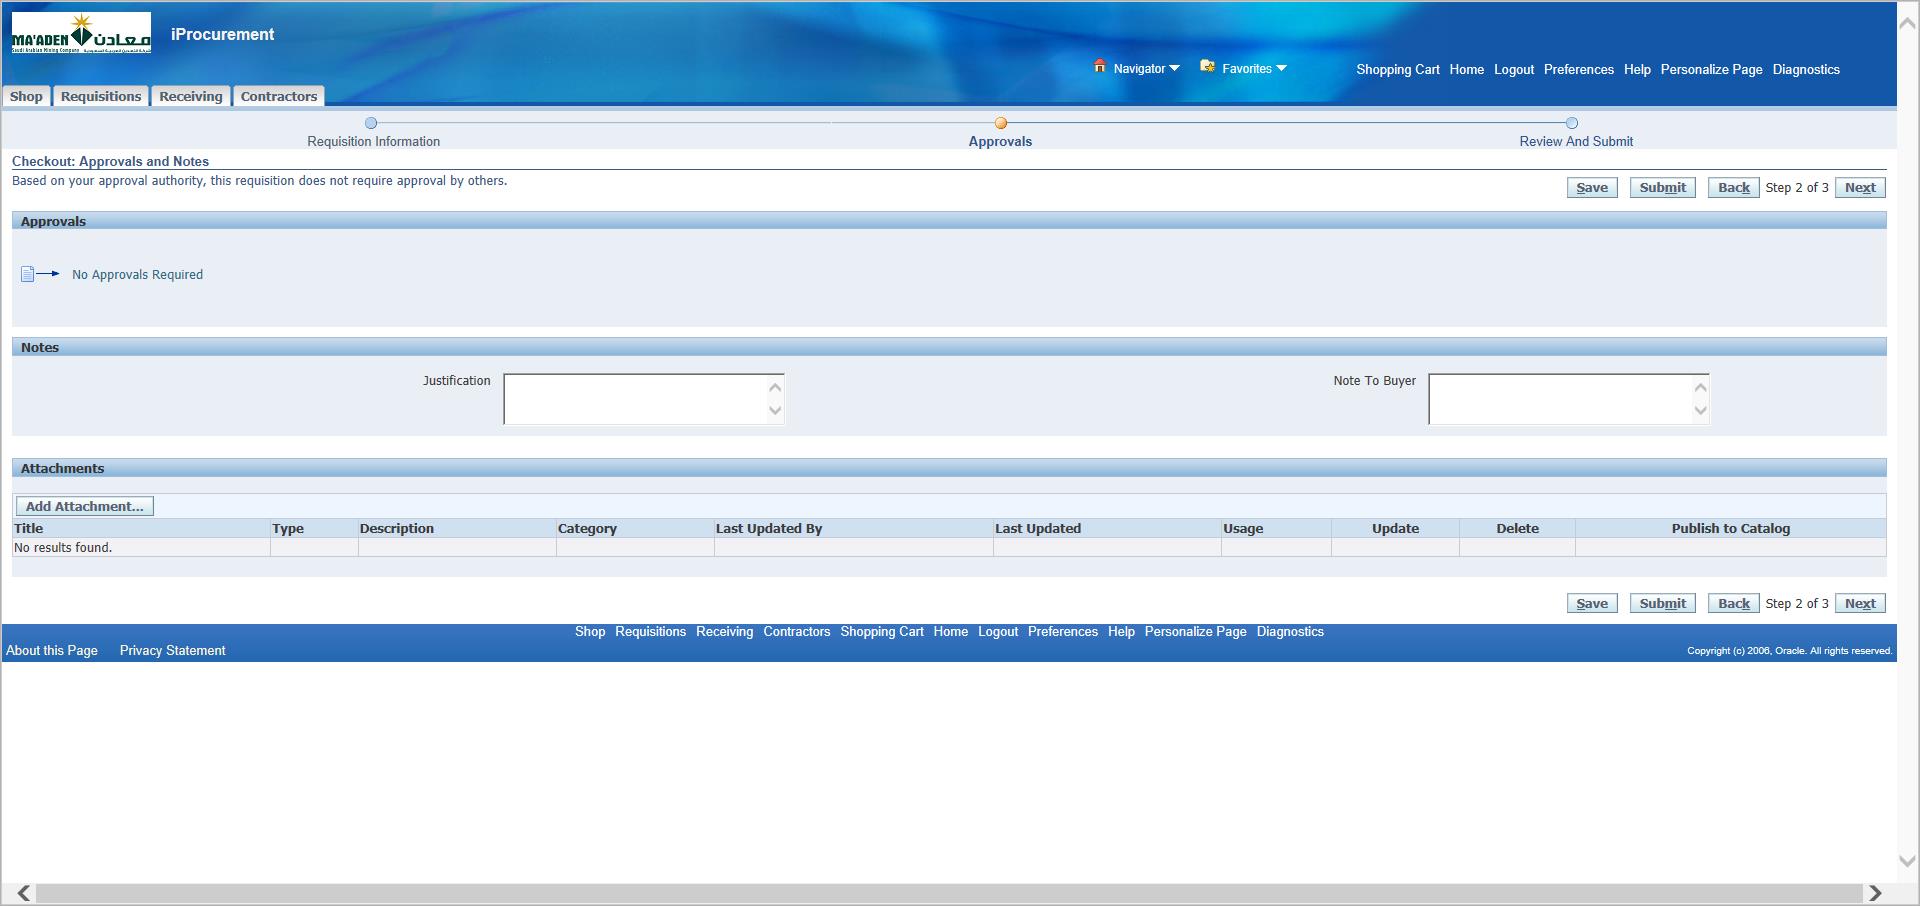 MA'ADEN معادن
Saudi Arabian Mining Company
iProcurement
Navigator Favorites Shopping Cart Home Logout Preferences Help Personalize Page Diagnostics
Shop Requisitions Receiving Contractors
Requisition Information Approvals Review And Submit
Checkout: Approvals and Notes
Based on your approval authority, this requisition does not require approval by others.
Save Submit Back Step 2 of 3 Next
Approvals
No Approvals Required
Notes
Justification Note To Buyer
Attachments
Add Attachment...
Title Type Description Category Last Updated By Last Updated Usage Update Delete Publish to Catalog
No results found.
Save Submit Back Step 2 of 3 Next
Shop Requisitions Receiving Contractors Shopping Cart Home Logout Preferences Help Personalize Page Diagnostics
About this Page Privacy Statement Copyright (c) 2006, Oracle. All rights reserved.